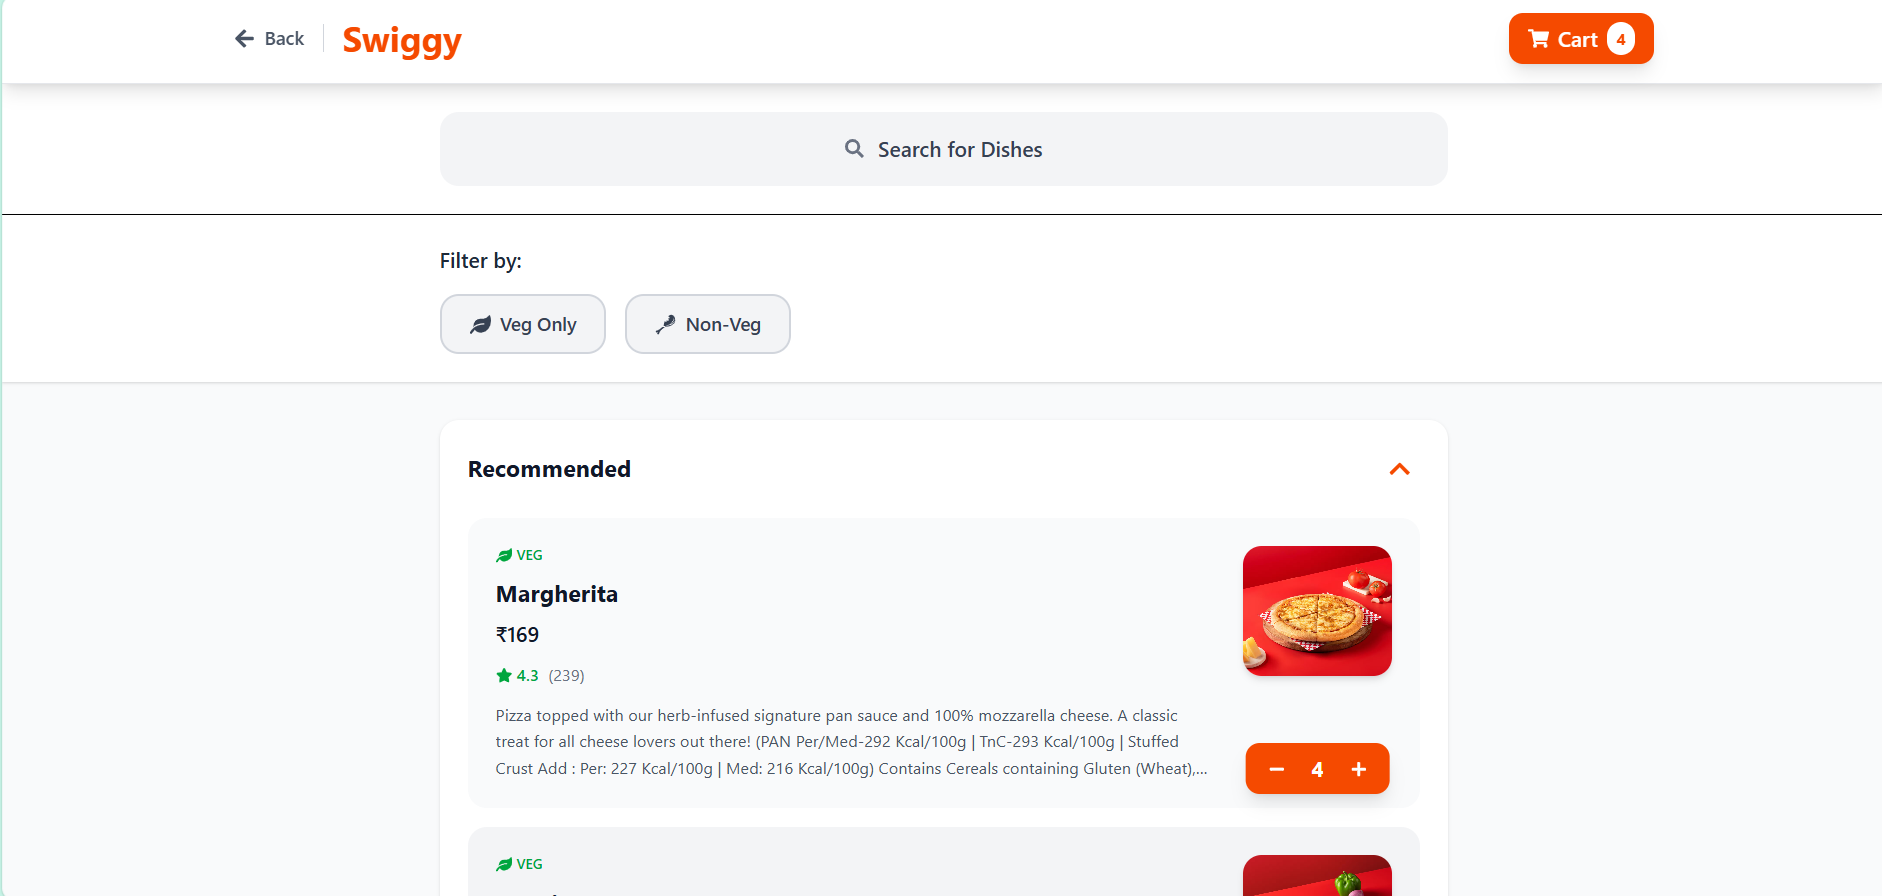 Back
Swiggy
Cart 4
Search for Dishes
Filter by:
Veg Only
Non-Veg
Recommended
VEG
Margherita
₹169
4.3 (239)
Pizza topped with our herb-infused signature pan sauce and 100% mozzarella cheese. A classic
treat for all cheese lovers out there! (PAN Per/Med-292 Kcal/100g | TnC-293 Kcal/100g | Stuffed
Crust Add : Per: 227 Kcal/100g | Med: 216 Kcal/100g) Contains Cereals containing Gluten (Wheat),...
− 4 +
VEG